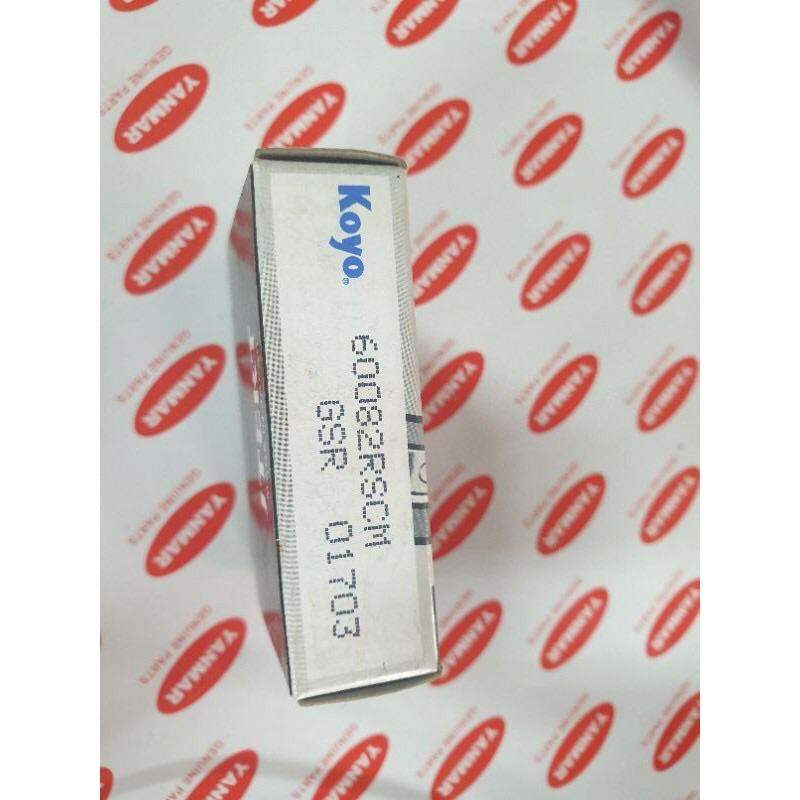 Koyo®
60082RSCM
GSR 01703
YANMAR
GENUINE PARTS